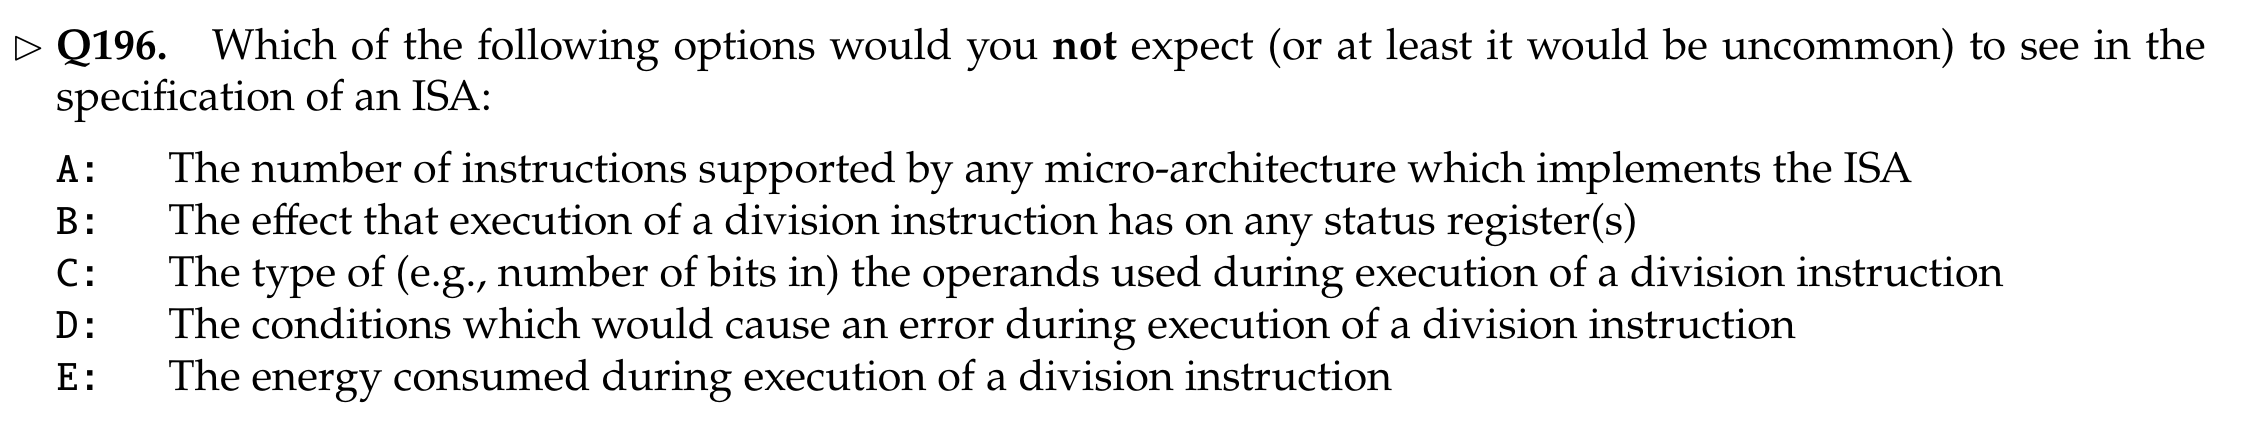 ▷ Q196. Which of the following options would you not expect (or at least it would be uncommon) to see in the
specification of an ISA:
A: The number of instructions supported by any micro-architecture which implements the ISA
B: The effect that execution of a division instruction has on any status register(s)
C: The type of (e.g., number of bits in) the operands used during execution of a division instruction
D: The conditions which would cause an error during execution of a division instruction
E: The energy consumed during execution of a division instruction